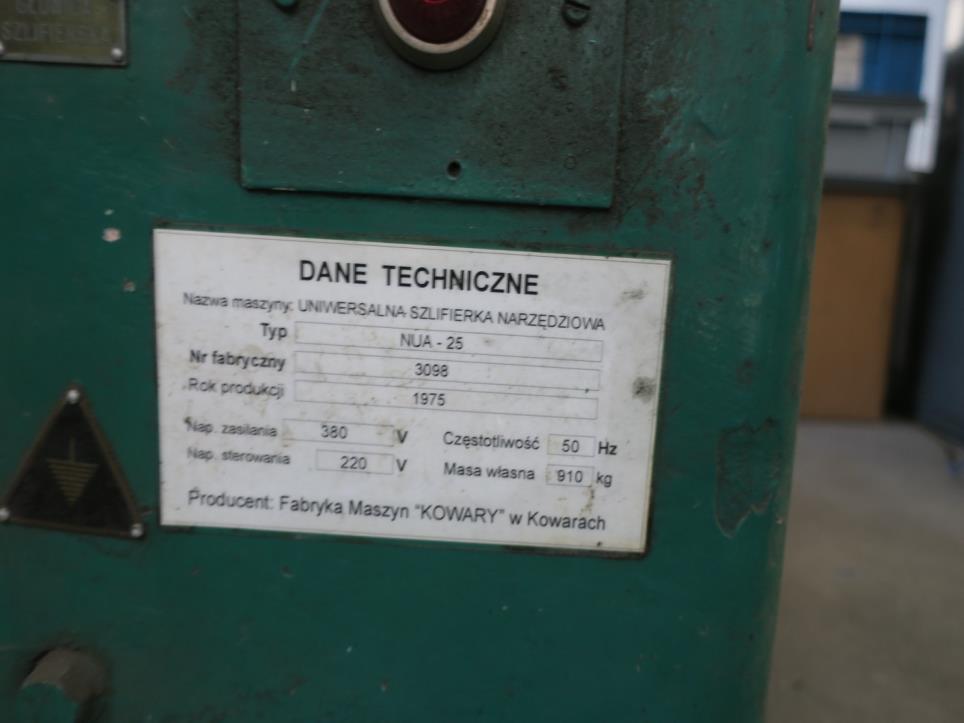 SZLIFIERSKA
DANE TECHNICZNE
Nazwa maszyny: UNIWERSALNA SZLIFIERKA NARZĘDZIOWA
Typ NUA - 25
Nr fabryczny 3098
Rok produkcji 1975
Nap. zasilania 380 V Częstotliwość 50 Hz
Nap. sterowania 220 V Masa własna 910 kg
Producent: Fabryka Maszyn "KOWARY" w Kowarach